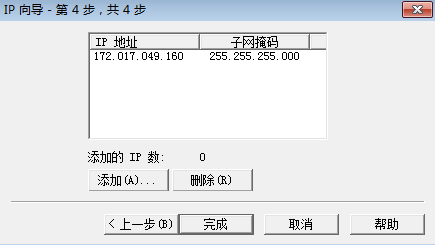 IP 向导 - 第 4 步，共 4 步
IP 地址 子网掩码
172.017.049.160 255.255.255.000
添加的 IP 数: 0
添加(A)... 删除(R)
< 上一步(B) 完成 取消 帮助